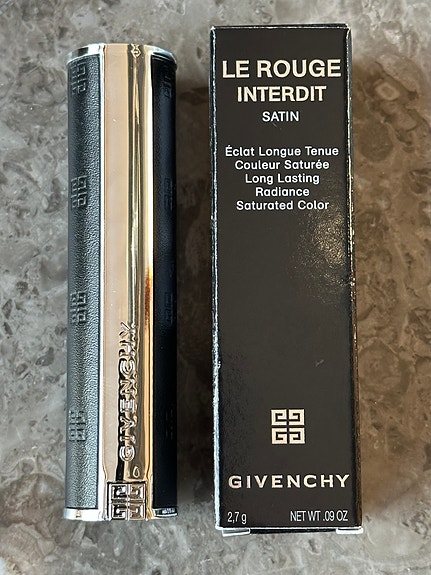 GIVENCHY
LE ROUGE
INTERDIT
SATIN
Éclat Longue Tenue
Couleur Saturée
Long Lasting
Radiance
Saturated Color
GIVENCHY
2,7 g NET WT .09 OZ